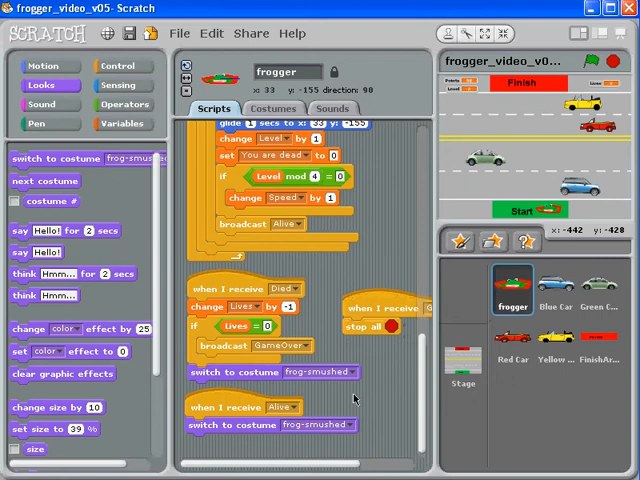 frogger_video_v05- Scratch
SCRATCH File Edit Share Help
Motion Control
Looks Sensing
Sound Operators
Pen Variables
switch to costume frog-smushed
next costume
costume #
say Hello! for 2 secs
say Hello!
think Hmm... for 2 secs
think Hmm...
change color effect by 25
set color effect to 0
clear graphic effects
change size by 10
set size to 39 %
size
frogger
x: 33 y: -155 direction: 90
Scripts Costumes Sounds
glide 1 secs to x: 33 y: -155
change Level by 1
set You are dead to 0
if Level mod 4 = 0
change Speed by 1
broadcast Alive
when I receive Died
change Lives by -1
if Lives = 0
broadcast GameOver
switch to costume frog-smushed
when I receive Alive
switch to costume frog-smushed
when I receive G
stop all
frogger_video_v0...
Finish
Start
x: -442 y: -428
frogger Blue Car Green C...
Red Car Yellow ... FinishAr...
Stage